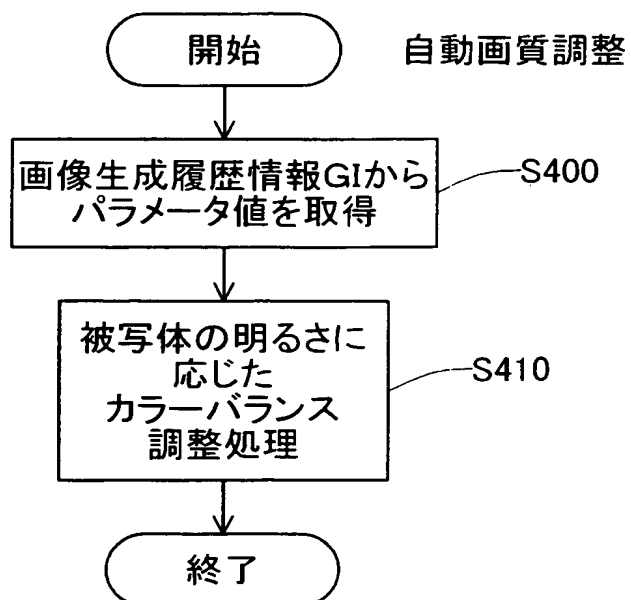 開始
自動画質調整
画像生成履歴情報GIから
パラメータ値を取得
S400
被写体の明るさに
応じた
カラーバランス
調整処理
S410
終了